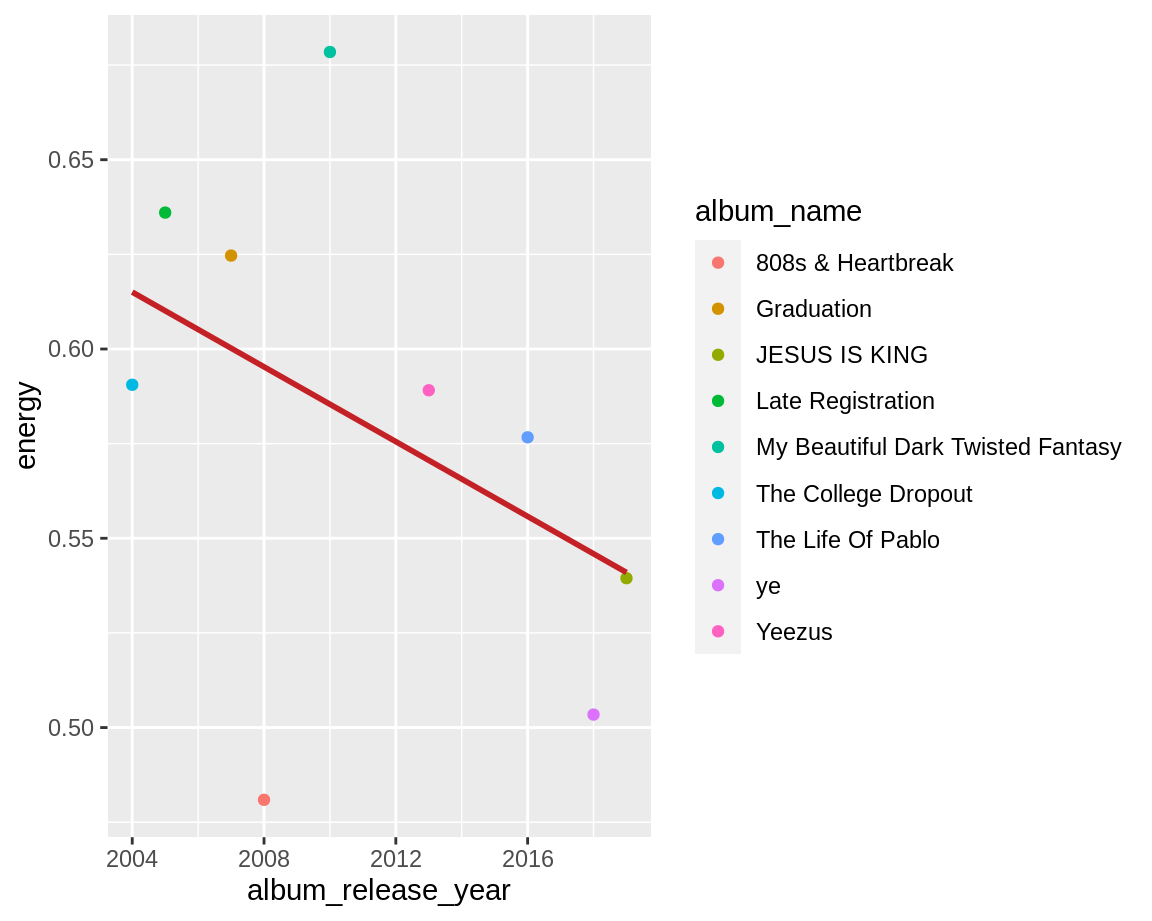 energy
0.65
0.60
0.55
0.50
2004 2008 2012 2016
album_release_year
album_name
808s & Heartbreak
Graduation
JESUS IS KING
Late Registration
My Beautiful Dark Twisted Fantasy
The College Dropout
The Life Of Pablo
ye
Yeezus